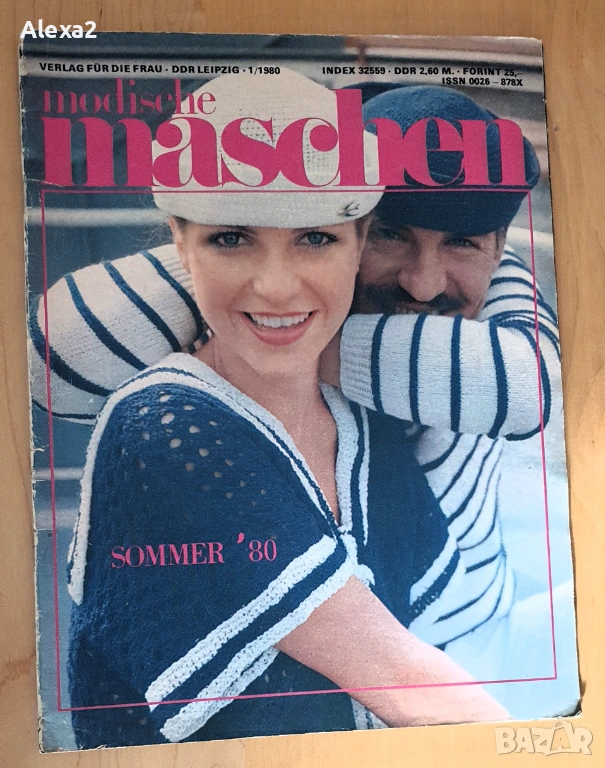 Alexa2
VERLAG FÜR DIE FRAU · DDR LEIPZIG · 1/1980 INDEX 32559 · DDR 2,60 M. · FORINT 25,–
ISSN 0026 – 878X
modische
maschen
SOMMER '80
BAZAR